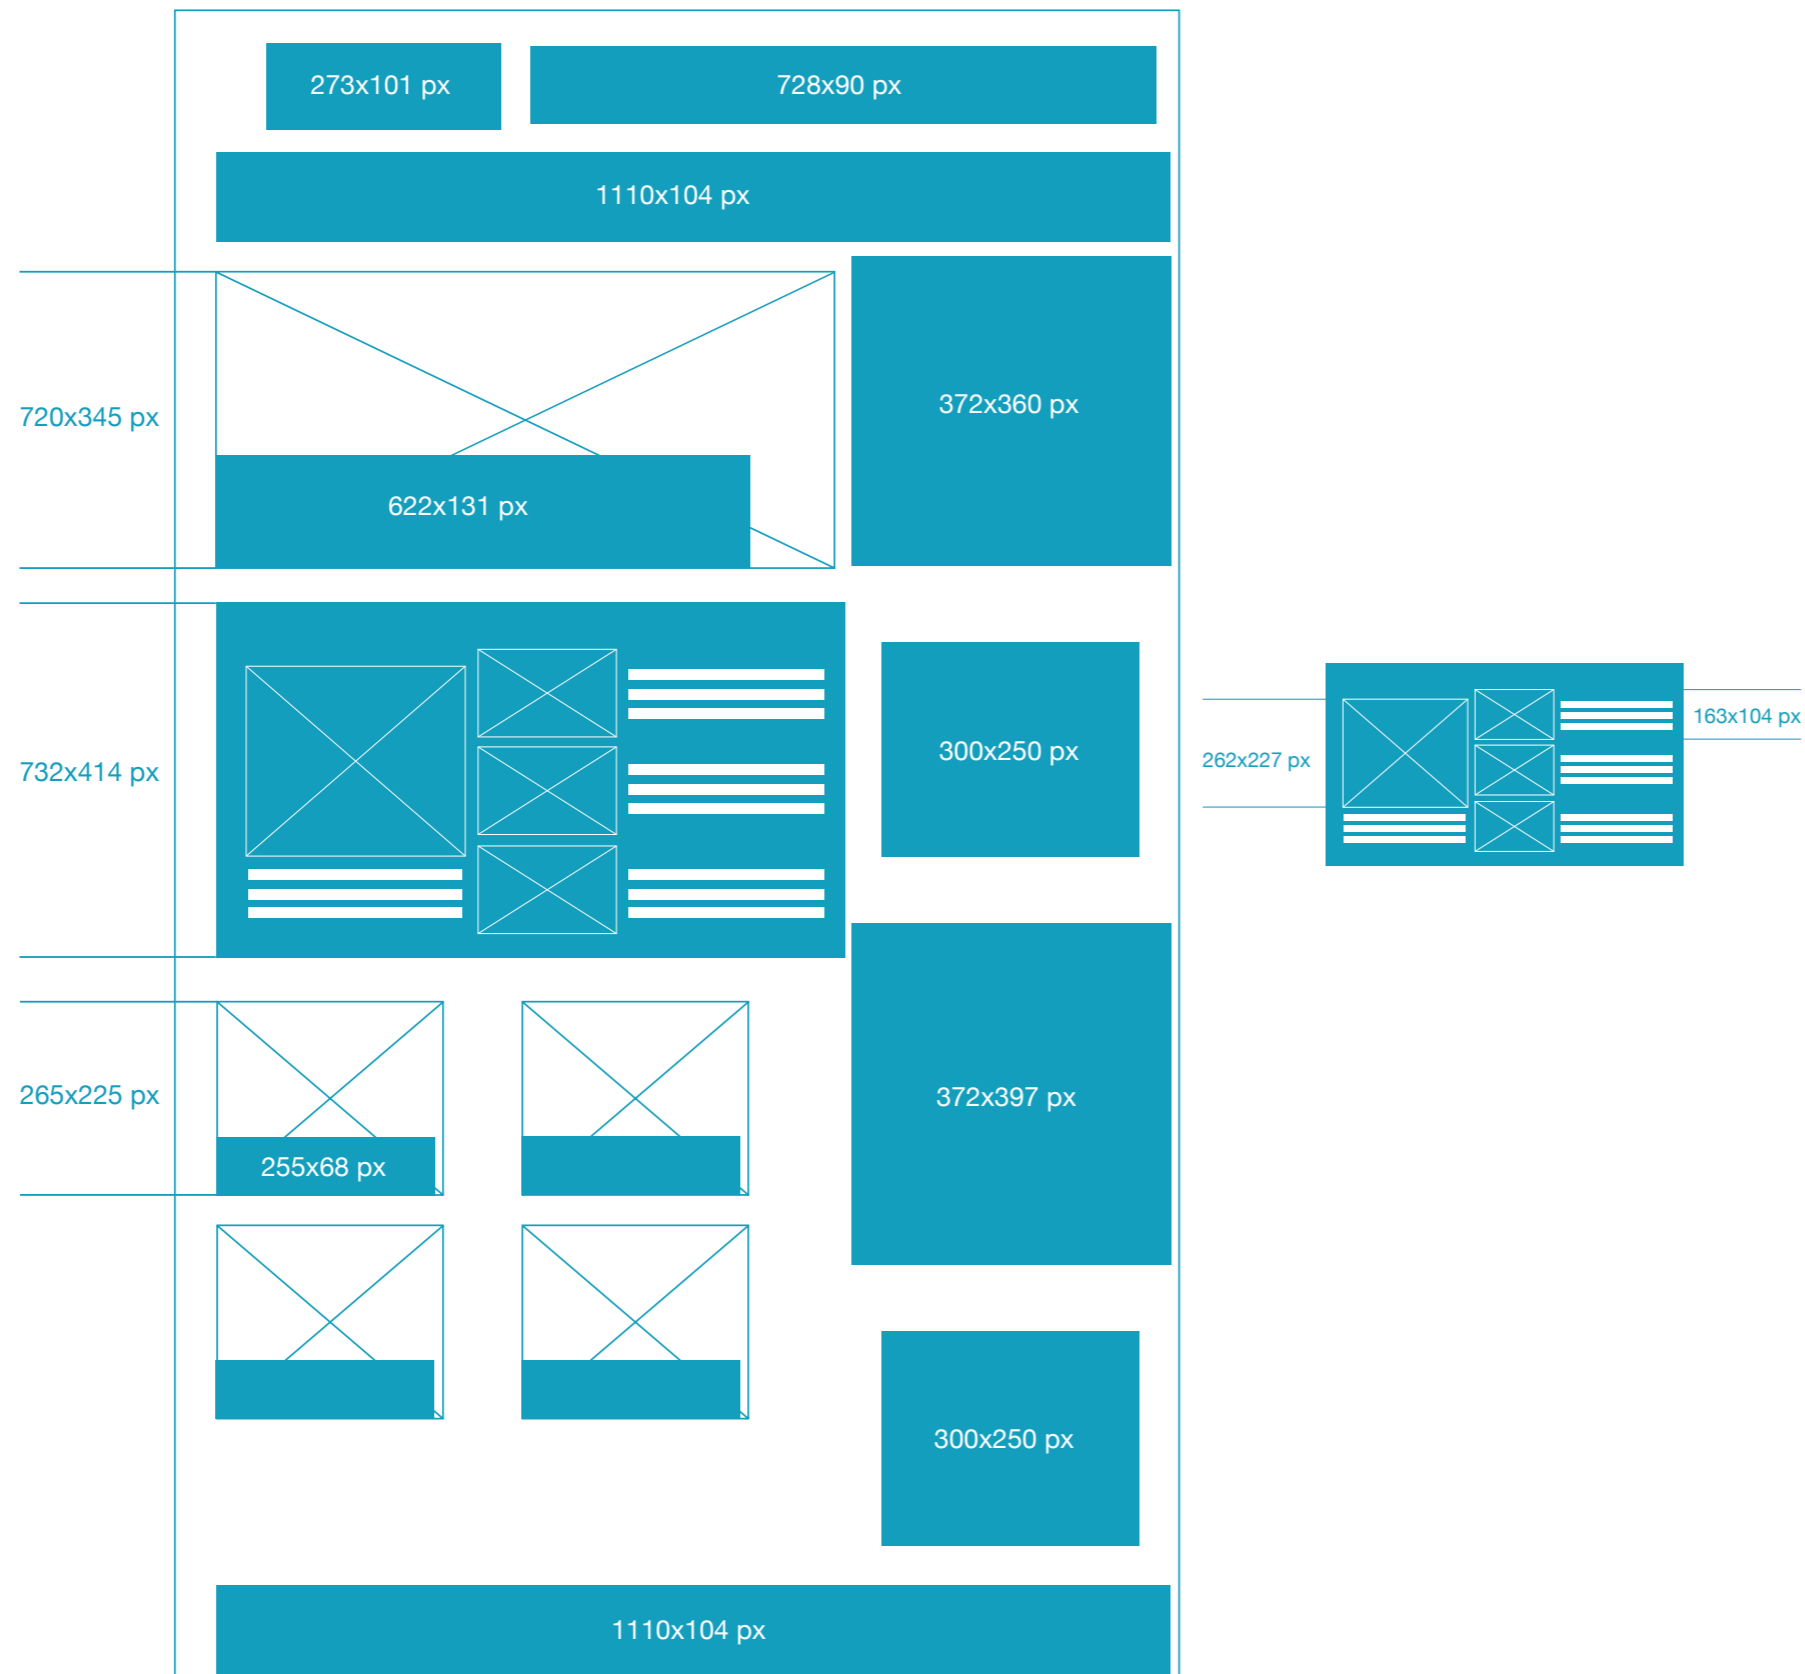 273x101 px
728x90 px
1110x104 px
720x345 px
372x360 px
622x131 px
732x414 px
300x250 px
262x227 px
163x104 px
265x225 px
255x68 px
372x397 px
300x250 px
1110x104 px